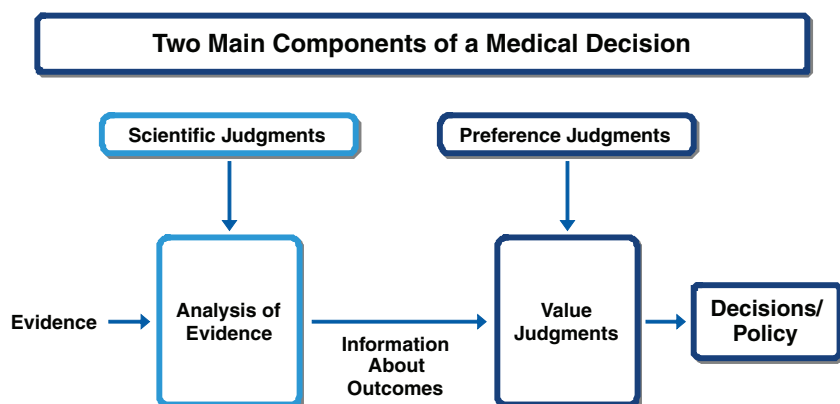 Two Main Components of a Medical Decision
Scientific Judgments
Preference Judgments
Evidence
Analysis of
Evidence
Information
About
Outcomes
Value
Judgments
Decisions/
Policy